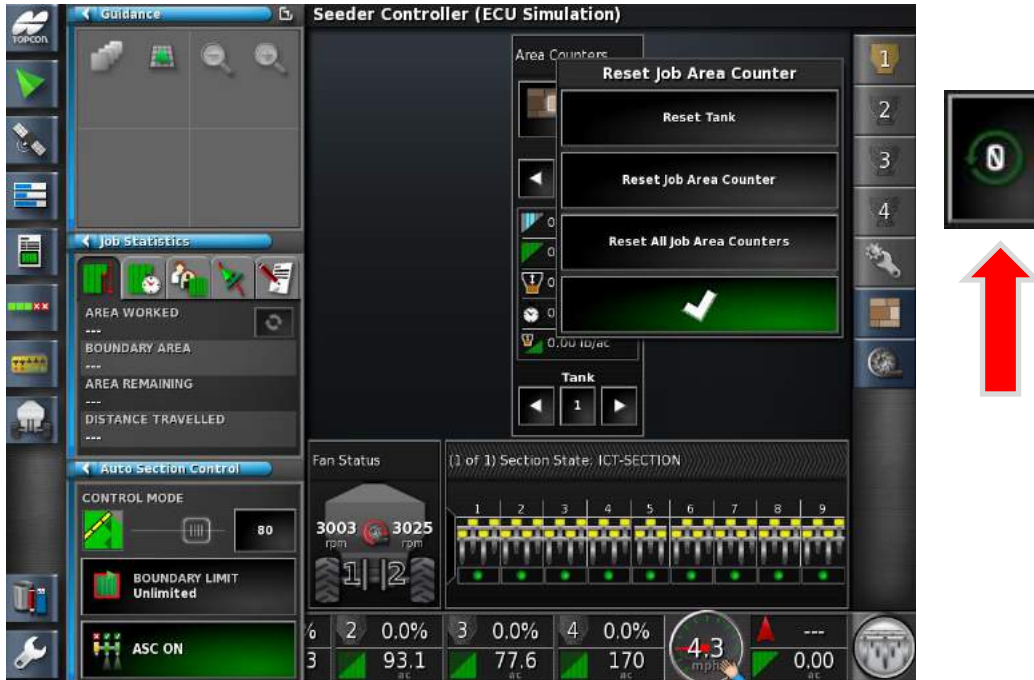 TOPCON
Guidance
Seeder Controller (ECU Simulation)
Area Counters
Reset Job Area Counter
Reset Tank
Reset Job Area Counter
Reset All Job Area Counters
0
0
0
0
0.00 lb/ac
Tank
1
1
2
3
4
0
Job Statistics
AREA WORKED
---
BOUNDARY AREA
---
AREA REMAINING
---
DISTANCE TRAVELLED
---
Auto Section Control
CONTROL MODE
80
BOUNDARY LIMIT
Unlimited
ASC ON
Fan Status
3003 3025
rpm rpm
1 2
(1 of 1) Section State: ICT-SECTION
1 2 3 4 5 6 7 8 9
% 2 0.0% 3 0.0% 4 0.0% 4.3 ---
3 93.1 77.6 170 mph 0.00
ac ac ac ac